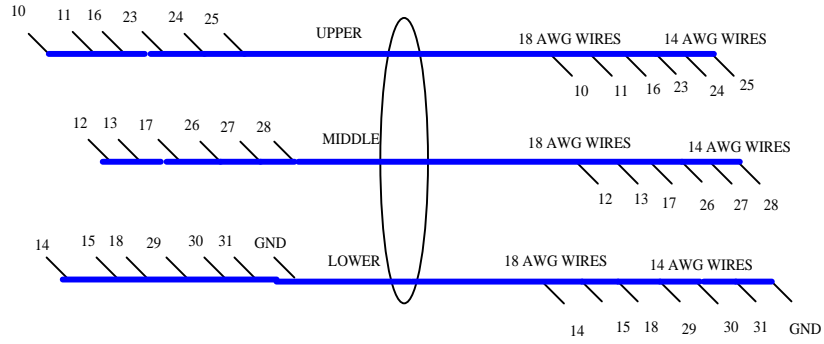 10 11 16 23 24 25 UPPER 18 AWG WIRES 14 AWG WIRES
10 11 16 23 24 25
12 13 17 26 27 28 MIDDLE 18 AWG WIRES 14 AWG WIRES
12 13 17 26 27 28
14 15 18 29 30 31 GND LOWER 18 AWG WIRES 14 AWG WIRES
14 15 18 29 30 31 GND